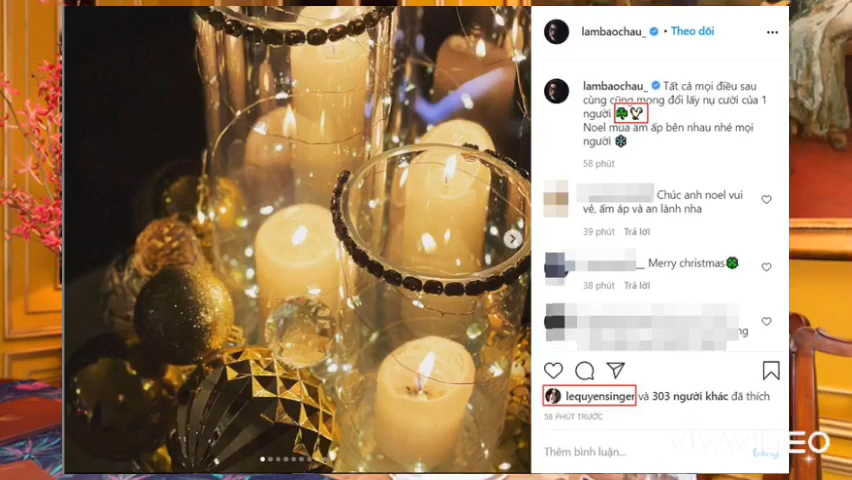 lambaochau_ • Theo dõi
lambaochau_ Tất cả mọi điều sau
cùng cũng mong đổi lấy nụ cười của 1
người 🍀
Noel mùa ấm áp bên nhau nhé mọi
người ❄
58 phút
Chúc anh noel vui
vẻ, ấm áp và an lành nha
39 phút Trả lời
Merry christmas🍀
38 phút Trả lời
lequyensinger và 303 người khác đã thích
58 PHÚT TRƯỚC
Thêm bình luận...
Đăng
VIVAVIDEO